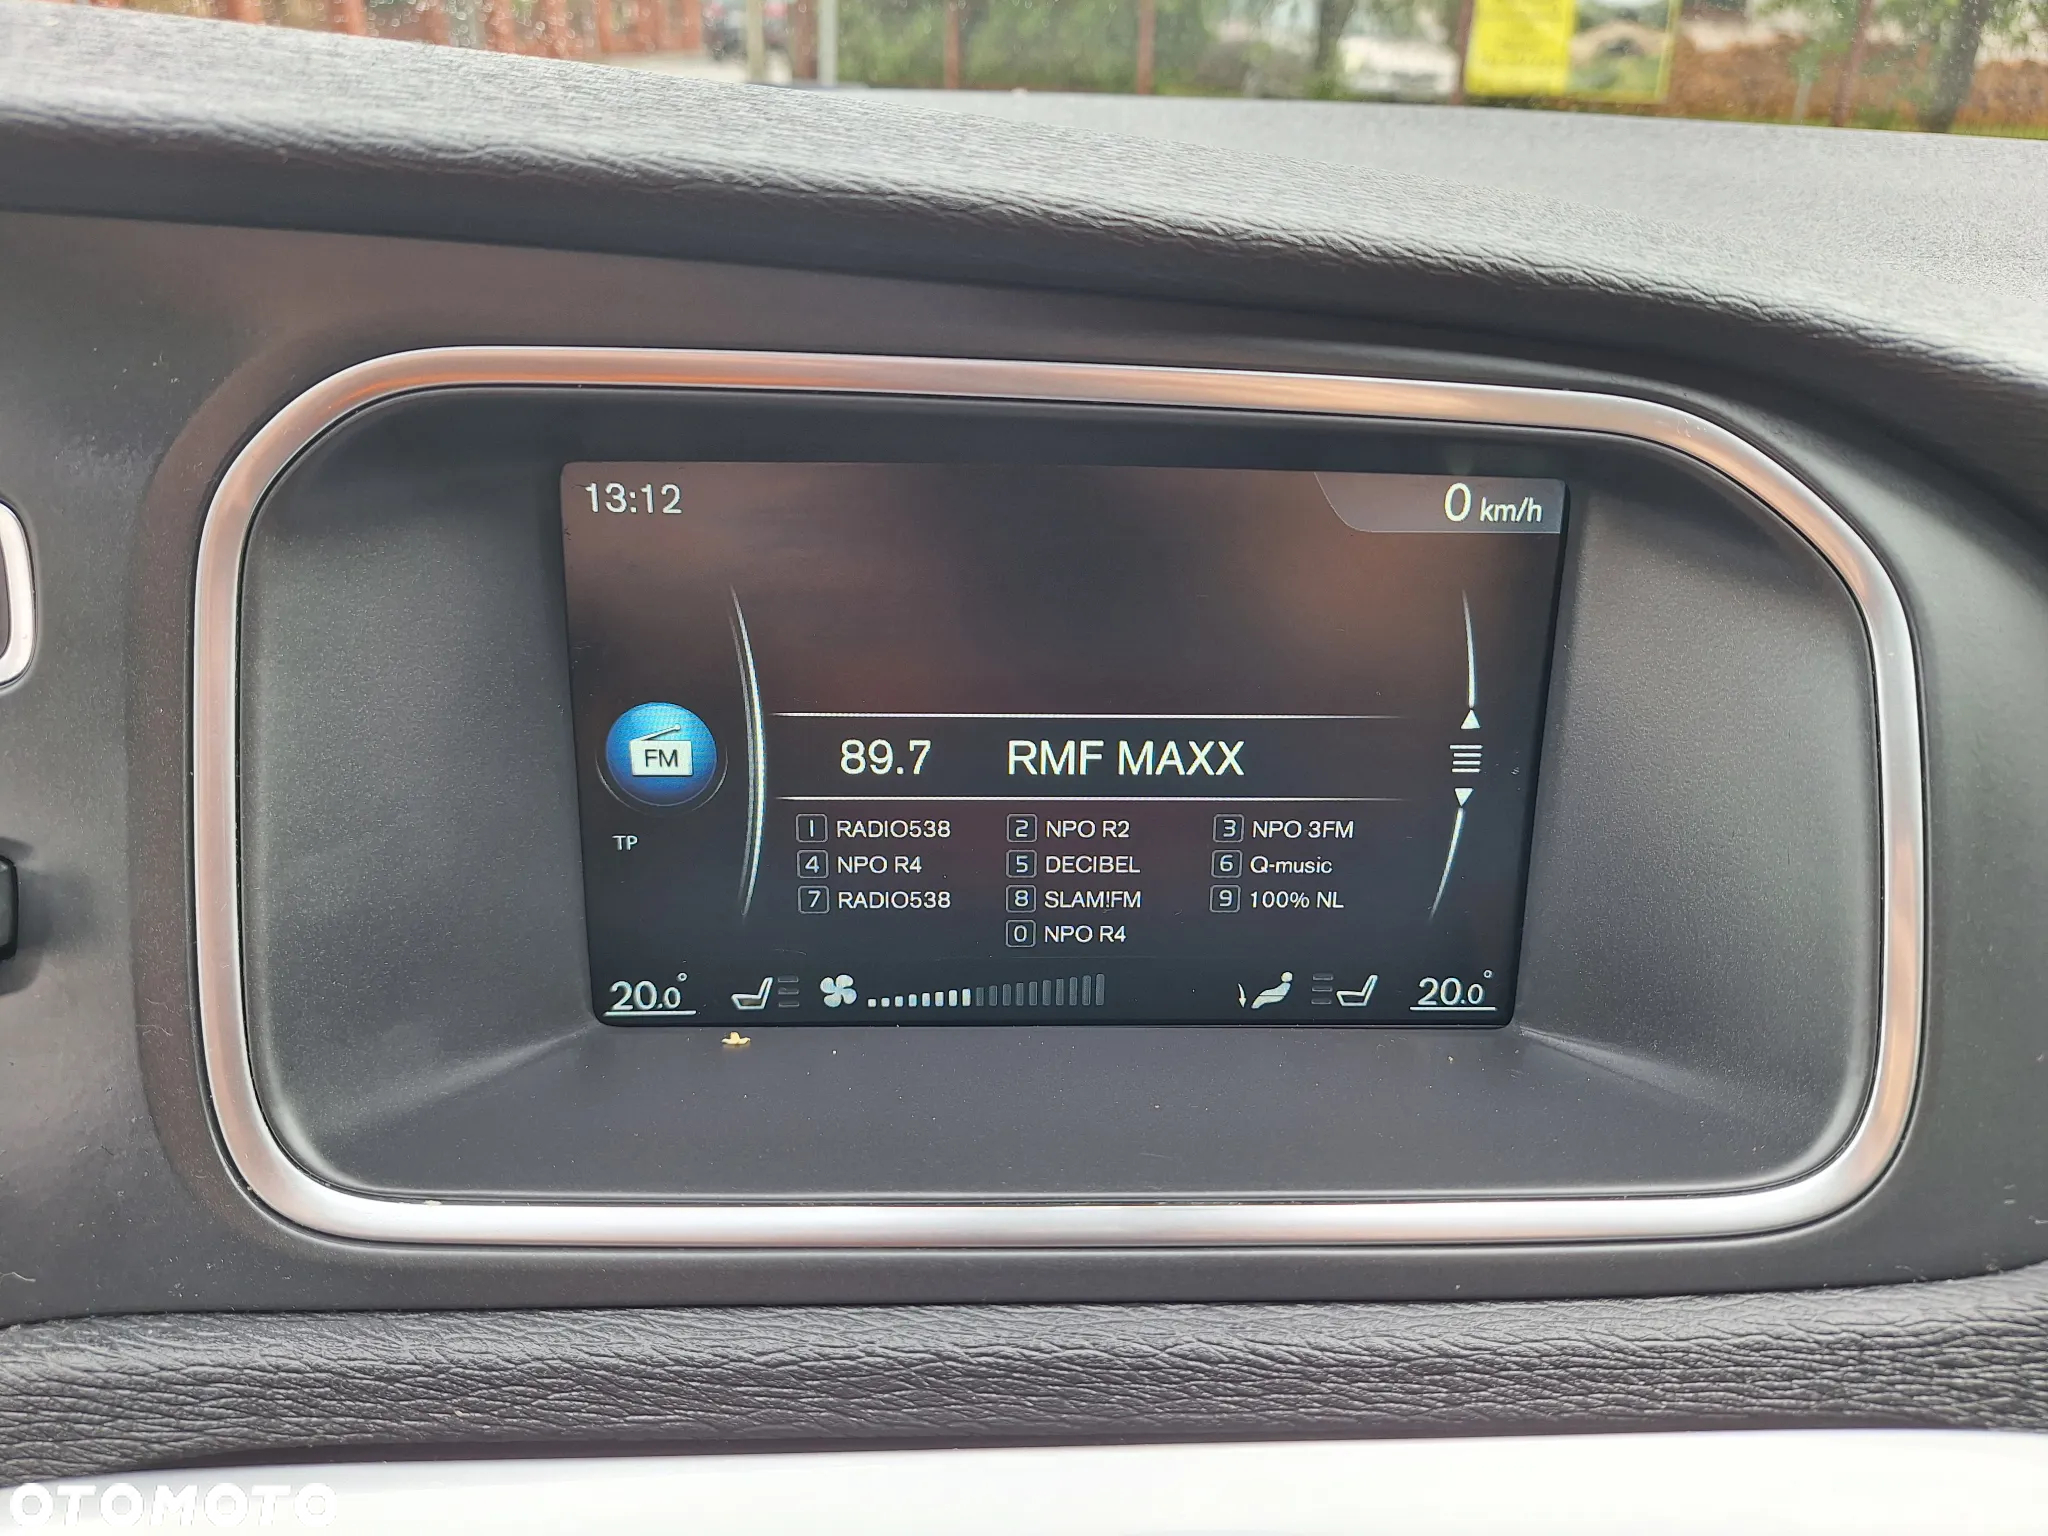 13:12
0 km/h
FM
89.7 RMF MAXX
TP
1 RADIO538 2 NPO R2 3 NPO 3FM
4 NPO R4 5 DECIBEL 6 Q-music
7 RADIO538 8 SLAM!FM 9 100% NL
0 NPO R4
20.0° 20.0°
OTOMOTO